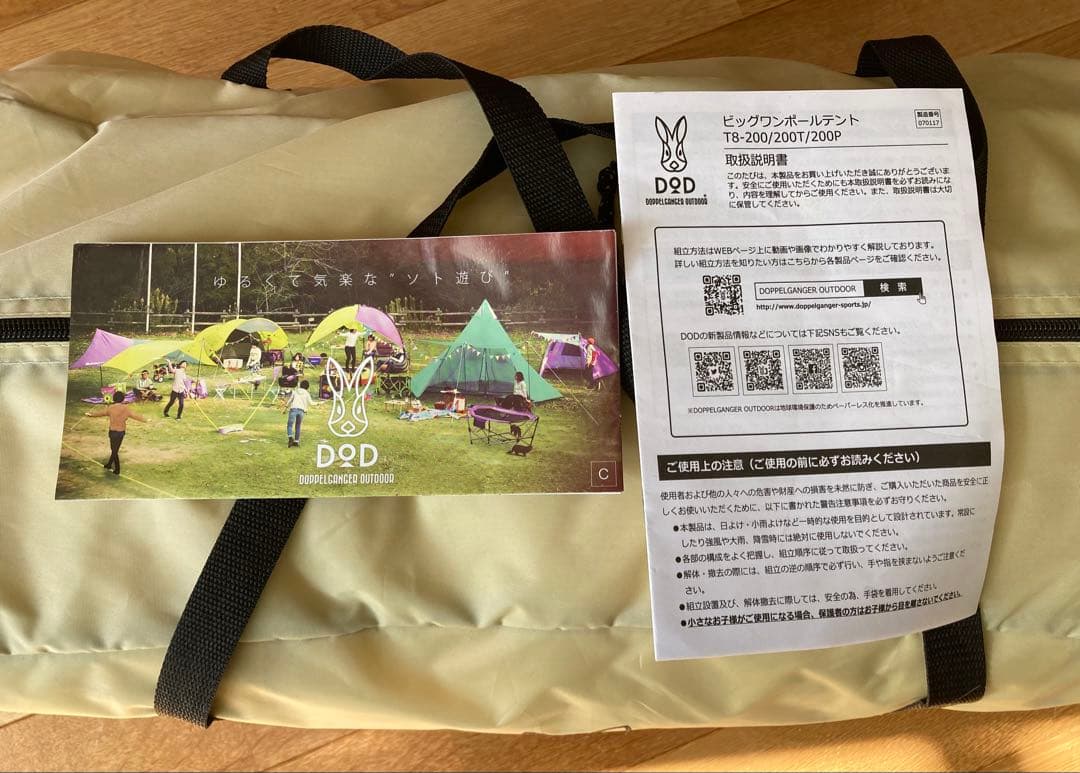 ゆるくて気楽な"ソト遊び"
DOD
DOPPELGANGER OUTDOOR
C
DOD
DOPPELGANGER OUTDOOR
ビッグワンポールテント
T8-200/200T/200P
製品番号
070117
取扱説明書
このたびは、本製品をお買い上げいただき誠にありがとうございま
す。安全にご使用いただくためにも本取扱説明書を必ずお読みにな
り、内容を理解してからご使用ください。また、取扱説明書は大切
に保管してください。
組立方法はWEBページ上に動画や画像でわかりやすく解説しております。
詳しい組立方法を知りたい方はこちらから各製品ページをご確認ください。
DOPPELGANGER OUTDOOR 検 索
http://www.doppelganger-sports.jp/
DODの新製品情報などについては下記SNSもご覧ください。
※DOPPELGANGER OUTDOORは地球環境保護のためペーパーレス化を推進しています。
ご使用上の注意（ご使用の前に必ずお読みください）
使用者および他の人々への危害や財産への損害を未然に防ぎ、ご購入いただいた商品を安全に正
しくお使いいただくために、以下に書かれた警告注意事項を必ずお守りください。
●本製品は、日よけ・小雨よけなど一時的な使用を目的として設計されています。常設
したり強風や大雨、降雪時には絶対に使用しないでください。
●各部の構成をよく把握し、組立順序に従って取扱ってください。
●解体・撤去の際には、組立の逆の順序で必ず行い、手や指を挟まないようご注意くだ
さい。
●組立設置及び、解体撤去に際しては、安全の為、手袋を着用してください。
●小さなお子様がご使用になる場合、保護者の方はお子様から目を離さないでください。